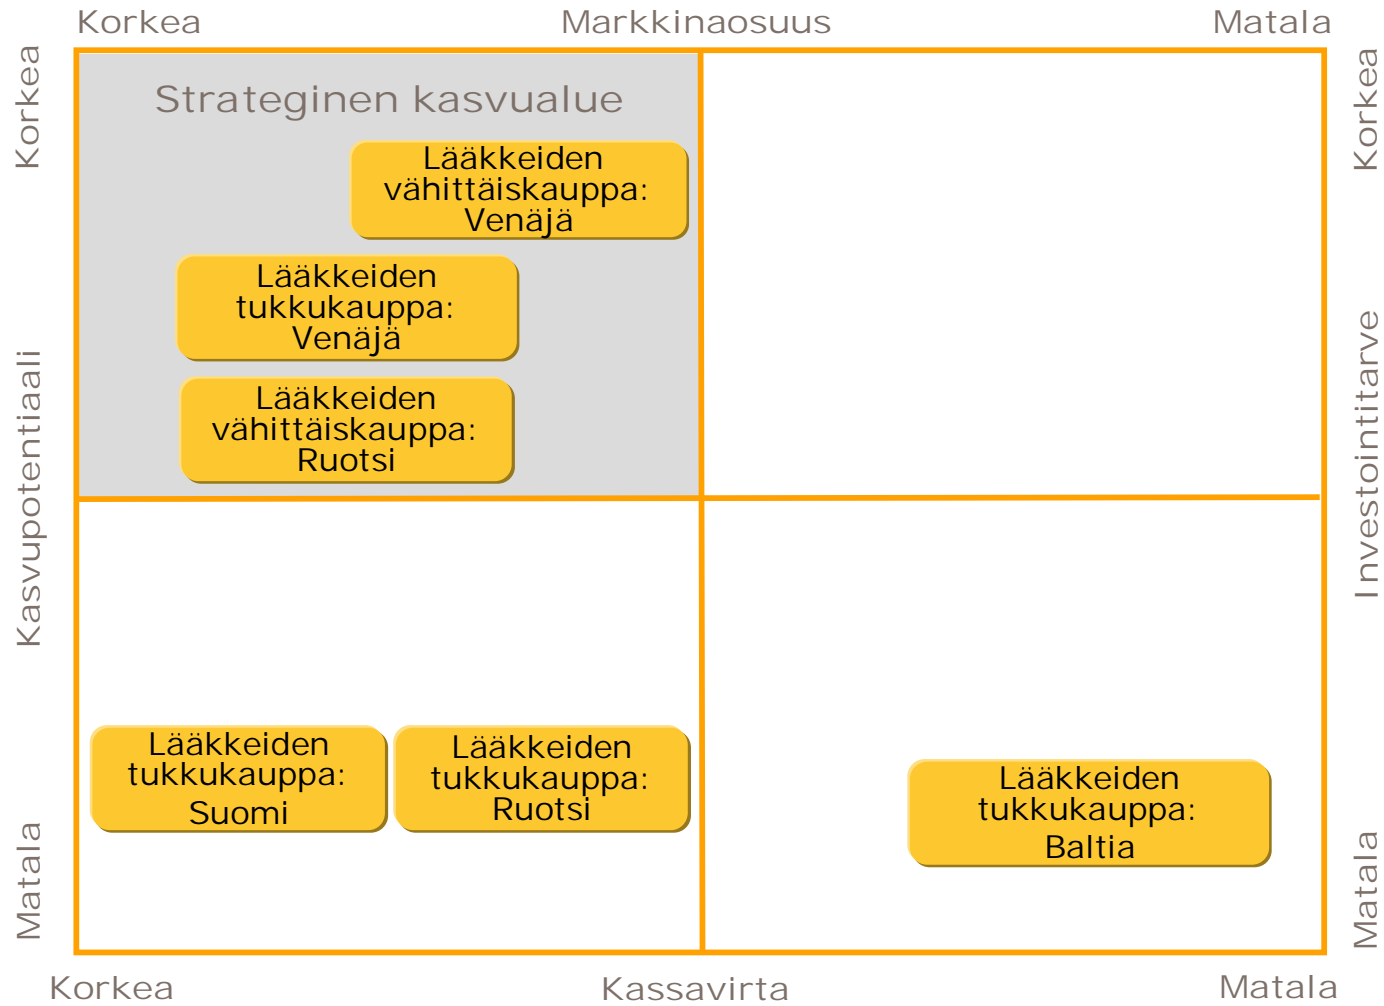 Korkea
Markkinaosuus
Matala
Korkea
Kasvupotentiaali
Matala
Strateginen kasvualue
Lääkkeiden
vähittäiskauppa:
Venäjä
Lääkkeiden
tukkukauppa:
Venäjä
Lääkkeiden
vähittäiskauppa:
Ruotsi
Lääkkeiden
tukkukauppa:
Suomi
Lääkkeiden
tukkukauppa:
Ruotsi
Lääkkeiden
tukkukauppa:
Baltia
Korkea
Investointitarve
Matala
Korkea
Kassavirta
Matala